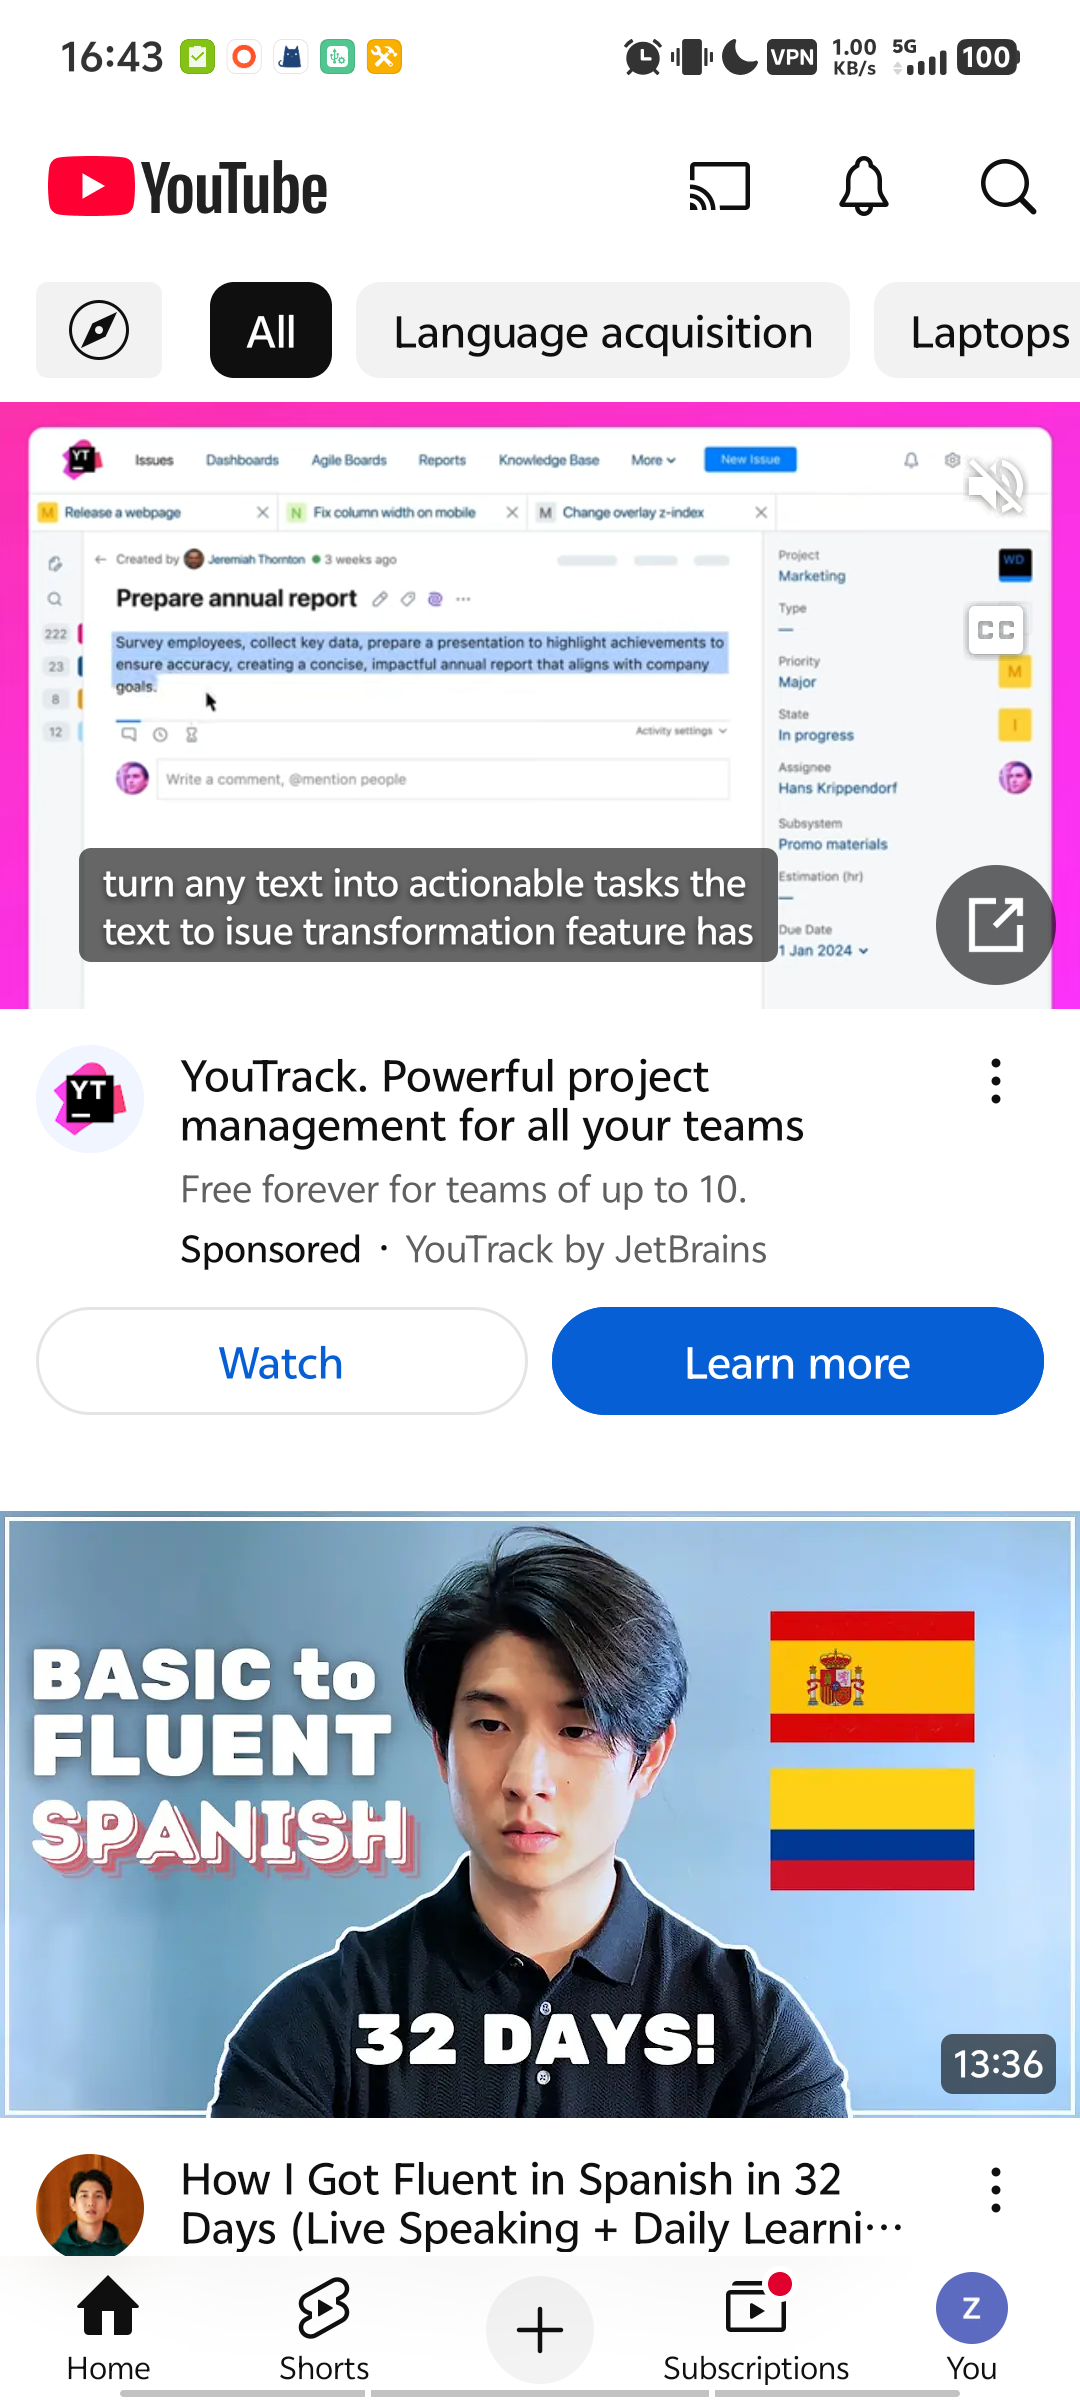 16:43
VPN
1.00
KB/s
5G
100
YouTube
All
Language acquisition
Laptops
YT
Issues
Dashboards
Agile Boards
Reports
Knowledge Base
More
New Issue
M Release a webpage
N Fix column width on mobile
M Change overlay z-index
Created by Jeremiah Thornton 3 weeks ago
Prepare annual report
Survey employees, collect key data, prepare a presentation to highlight achievements to
ensure accuracy, creating a concise, impactful annual report that aligns with company
goals.
222
23
8
12
Activity settings
Write a comment, @mention people
Project
Marketing
WD
Type
CC
Priority
Major
M
State
In progress
I
Assignee
Hans Krippendorf
Subsystem
Promo materials
Estimation (hr)
Due Date
1 Jan 2024
turn any text into actionable tasks the
text to isue transformation feature has
YT
YouTrack. Powerful project
management for all your teams
Free forever for teams of up to 10.
Sponsored · YouTrack by JetBrains
Watch
Learn more
BASIC to
FLUENT
SPANISH
32 DAYS!
13:36
How I Got Fluent in Spanish in 32
Days (Live Speaking + Daily Learni...
Home
Shorts
Subscriptions
Z
You